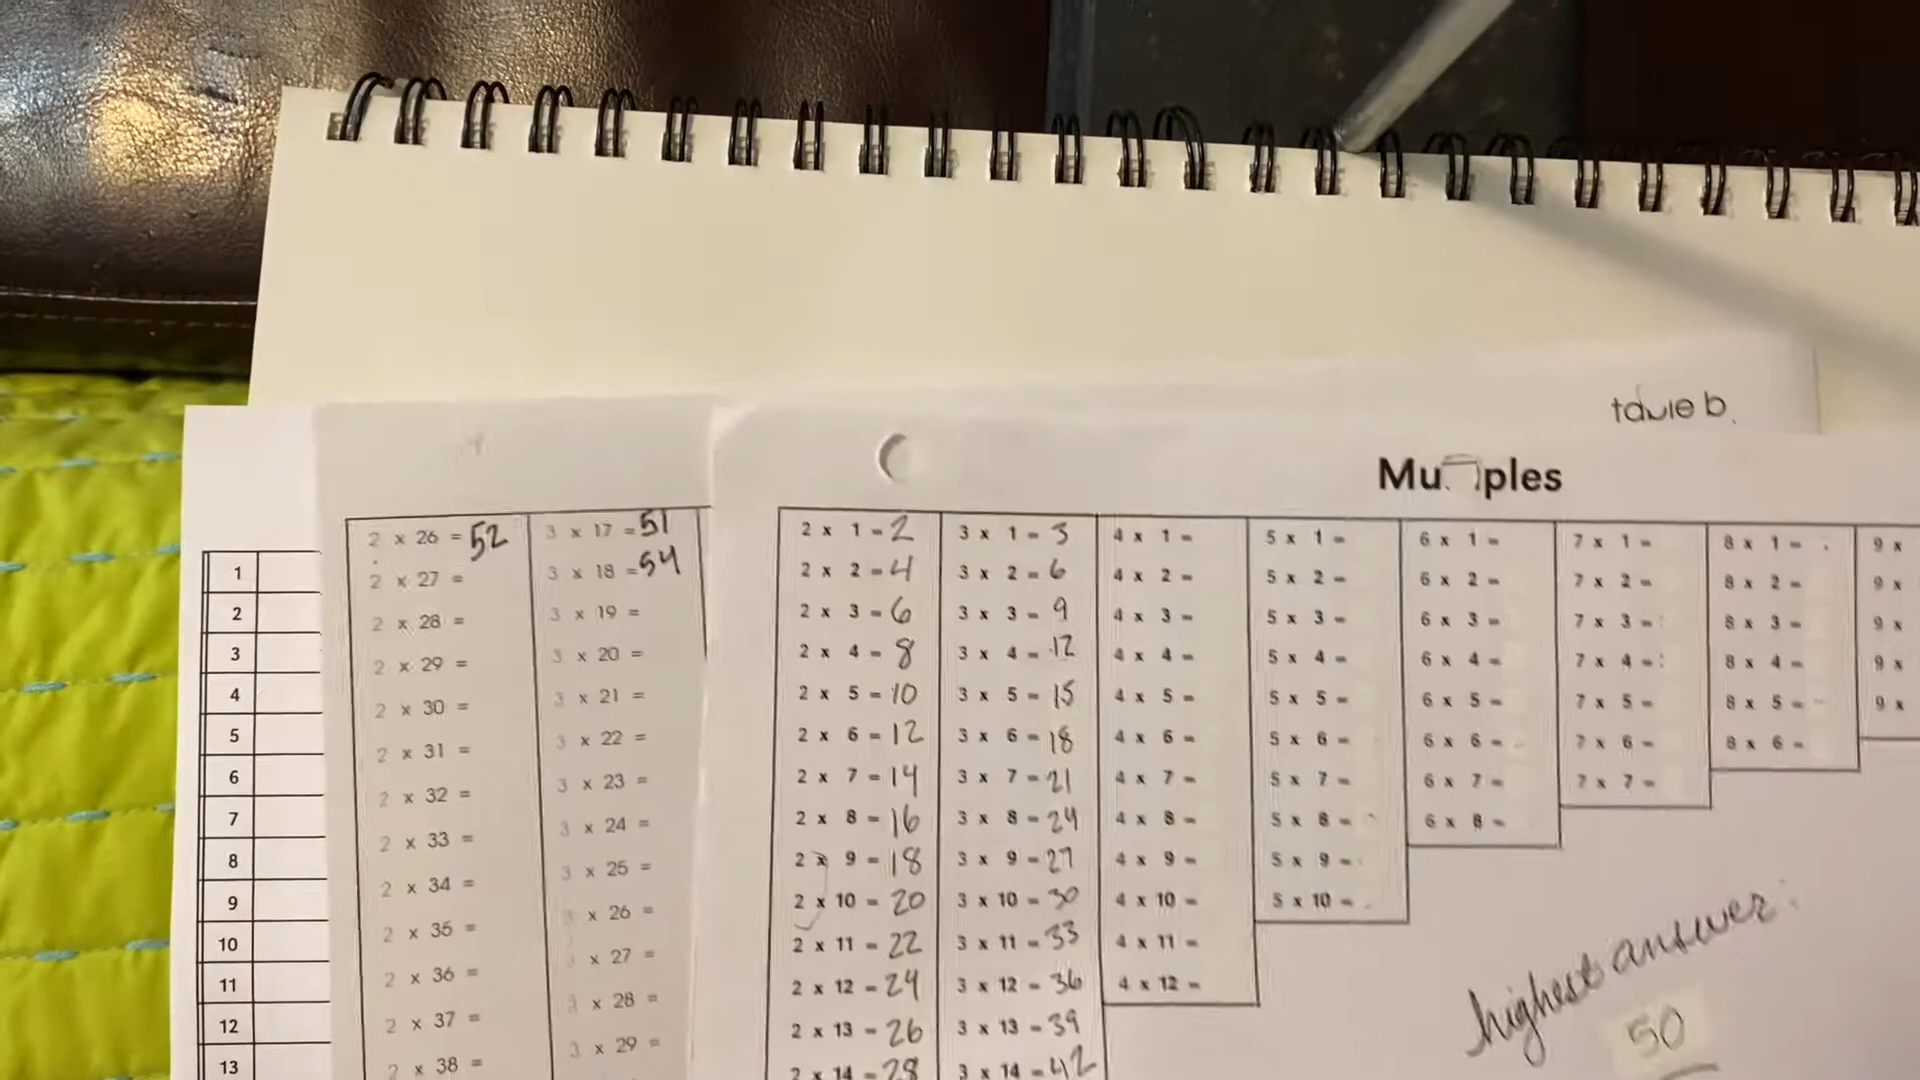 table b
Multiples
1
2
3
4
5
6
7
8
9
10
11
12
13
2 x 26 = 52
2 x 27 =
2 x 28 =
2 x 29 =
2 x 30 =
2 x 31 =
2 x 32 =
2 x 33 =
2 x 34 =
2 x 35 =
2 x 36 =
2 x 37 =
2 x 38 =
3 x 17 = 51
3 x 18 = 54
3 x 19 =
3 x 20 =
3 x 21 =
3 x 22 =
3 x 23 =
3 x 24 =
3 x 25 =
3 x 26 =
3 x 27 =
3 x 28 =
3 x 29 =
2 x 1 = 2
2 x 2 = 4
2 x 3 = 6
2 x 4 = 8
2 x 5 = 10
2 x 6 = 12
2 x 7 = 14
2 x 8 = 16
2 x 9 = 18
2 x 10 = 20
2 x 11 = 22
2 x 12 = 24
2 x 13 = 26
2 x 14 = 28
3 x 1 = 3
3 x 2 = 6
3 x 3 = 9
3 x 4 = 12
3 x 5 = 15
3 x 6 = 18
3 x 7 = 21
3 x 8 = 24
3 x 9 = 27
3 x 10 = 30
3 x 11 = 33
3 x 12 = 36
3 x 13 = 39
3 x 14 = 42
4 x 1 =
4 x 2 =
4 x 3 =
4 x 4 =
4 x 5 =
4 x 6 =
4 x 7 =
4 x 8 =
4 x 9 =
4 x 10 =
4 x 11 =
4 x 12 =
5 x 1 =
5 x 2 =
5 x 3 =
5 x 4 =
5 x 5 =
5 x 6 =
5 x 7 =
5 x 8 =
5 x 9 =
5 x 10 =
6 x 1 =
6 x 2 =
6 x 3 =
6 x 4 =
6 x 5 =
6 x 6 =
6 x 7 =
6 x 8 =
7 x 1 =
7 x 2 =
7 x 3 =
7 x 4 =
7 x 5 =
7 x 6 =
7 x 7 =
8 x 1 =
8 x 2 =
8 x 3 =
8 x 4 =
8 x 5 =
8 x 6 =
9 x
9 x
9 x
9 x
9 x
highest answer:
50